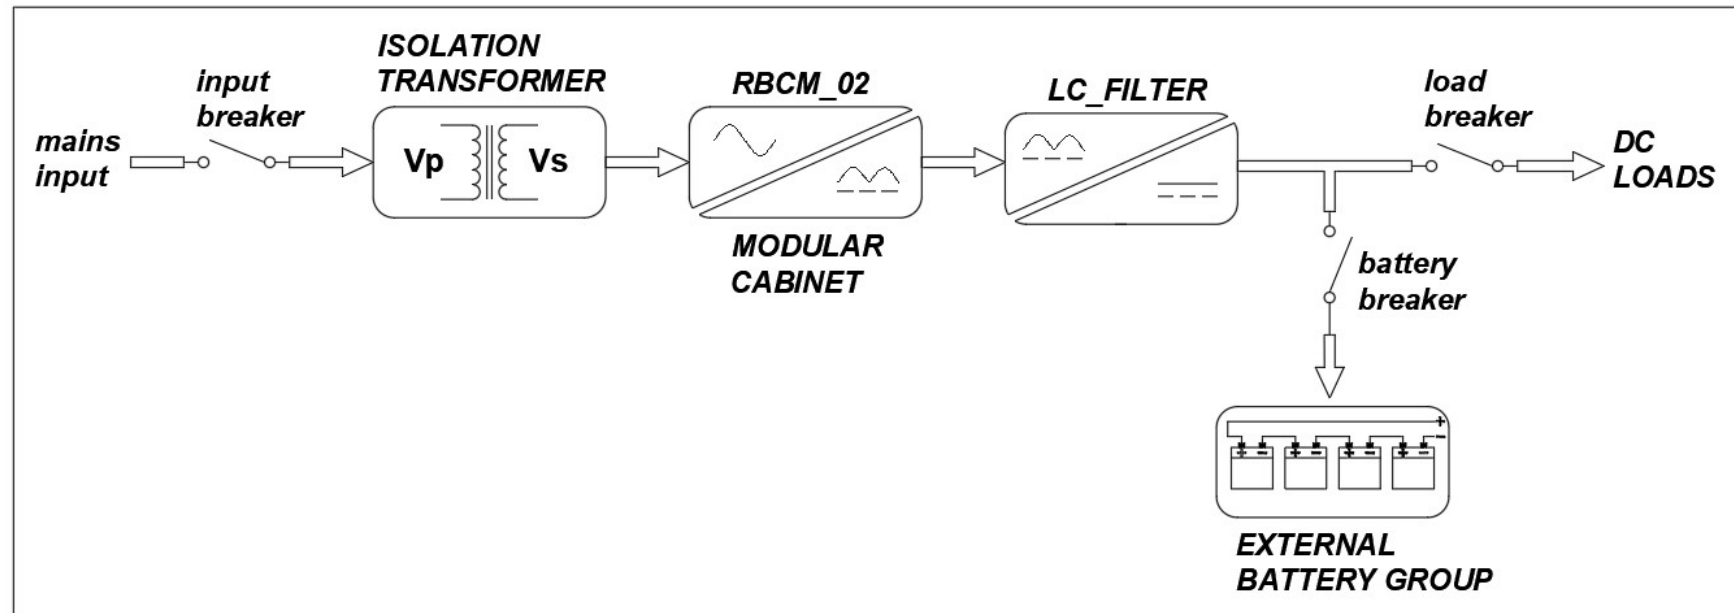 mains
input
input
breaker
ISOLATION
TRANSFORMER
Vp
Vs
RBCM_02
MODULAR
CABINET
LC_FILTER
load
breaker
DC
LOADS
battery
breaker
+
-
EXTERNAL
BATTERY GROUP